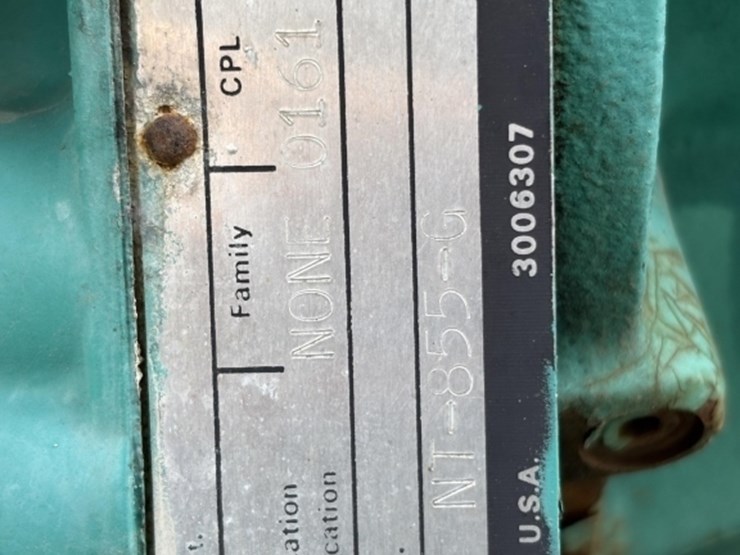 Family CPL
NONE 0161
t.
ation
cation
NT-855-G
.
U.S.A. 3006307